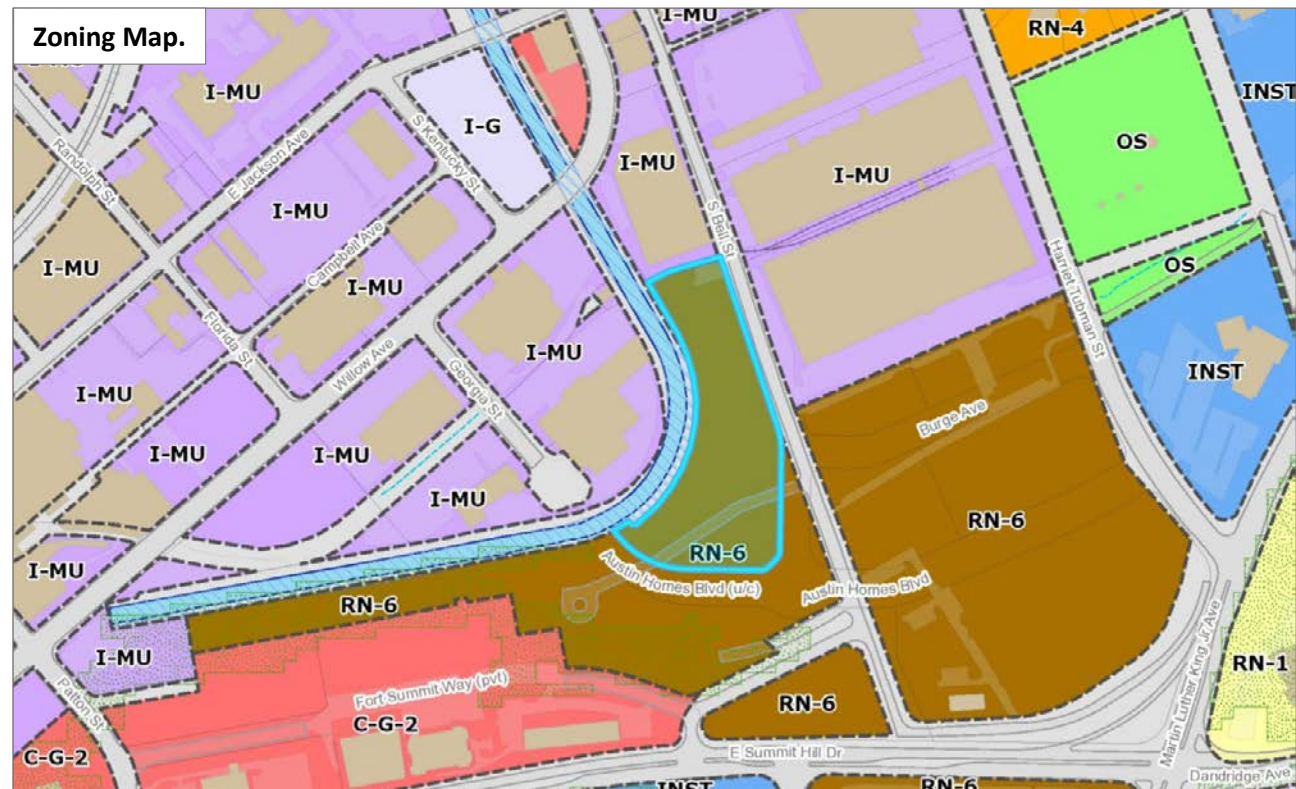 Zoning Map.
I-MU
RN-4
INST
I-MU
I-G
OS
I-MU
I-MU
Randolph St
E Jackson Ave
S Kentucky St
S Bell St
I-MU
Campbell Ave
Harriet Tubman St
OS
I-MU
I-MU
Florida St
Willow Ave
I-MU
INST
Georgia St
I-MU
Burge Ave
I-MU
I-MU
I-MU
RN-6
RN-6
I-MU
Austin Homes Blvd (u/c)
Austin Homes Blvd
RN-6
I-MU
RN-1
Patton St
Fort Summit Way (pvt)
RN-6
C-G-2
Martin Luther King Jr Ave
C-G-2
E Summit Hill Dr
Dandridge Ave
INST
RN-6